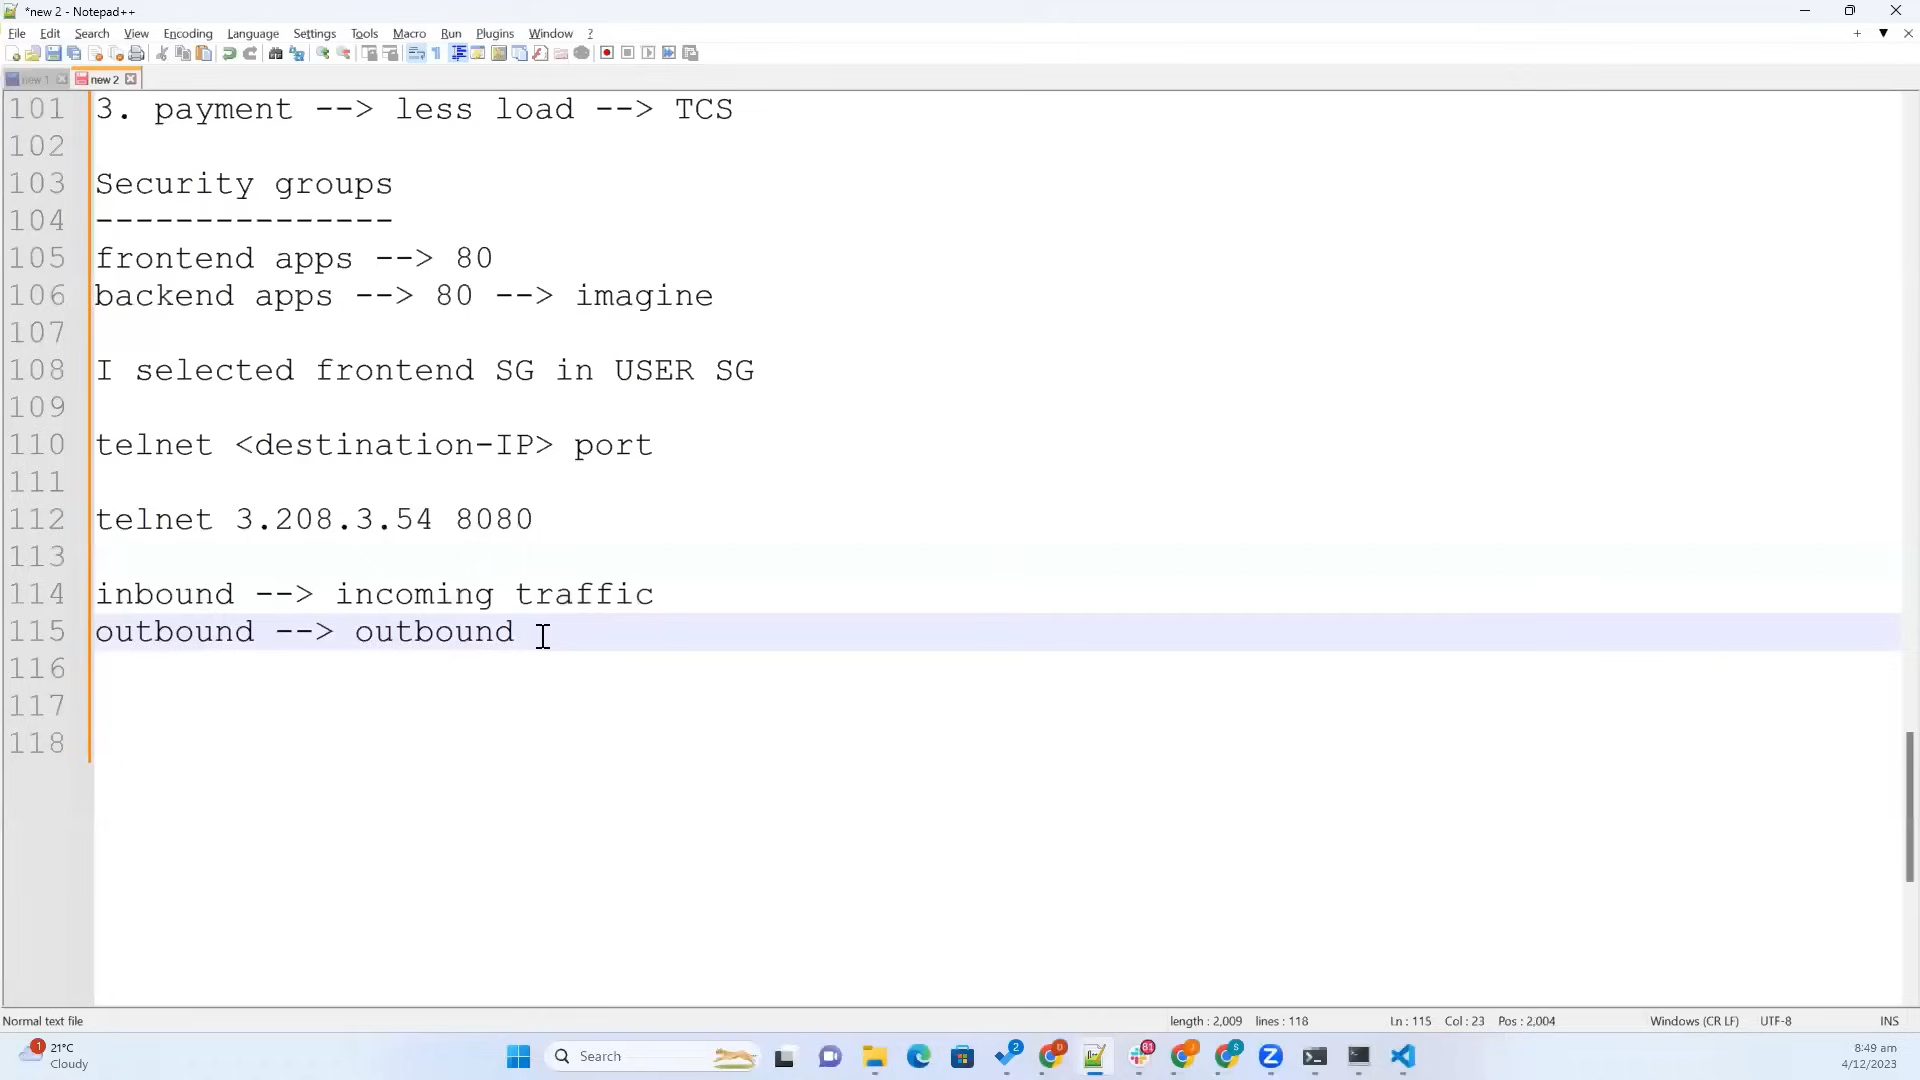 *new 2 - Notepad++
File Edit Search View Encoding Language Settings Tools Macro Run Plugins Window ?
new 1 new 2
101 3. payment --> less load --> TCS
102
103 Security groups
104 ---------------
105 frontend apps --> 80
106 backend apps --> 80 --> imagine
107
108 I selected frontend SG in USER SG
109
110 telnet <destination-IP> port
111
112 telnet 3.208.3.54 8080
113
114 inbound --> incoming traffic
115 outbound --> outbound
116
117
118
Normal text file length : 2,009 lines : 118 Ln : 115 Col : 23 Pos : 2,004 Windows (CR LF) UTF-8 INS
1 21°C Search 2 D 81 J S 8:49 am
Cloudy 4/12/2023